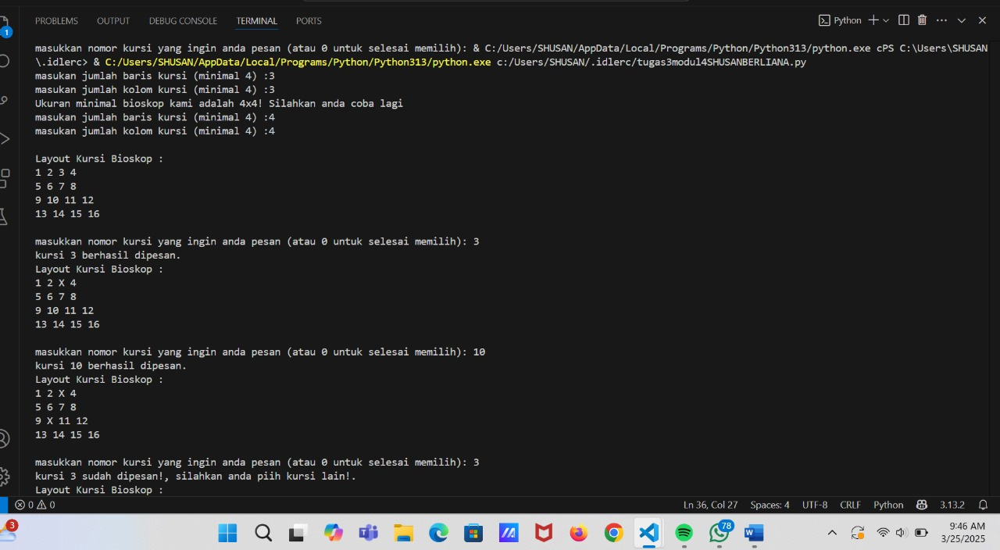 PROBLEMS OUTPUT DEBUG CONSOLE TERMINAL PORTS Python
1
masukkan nomor kursi yang ingin anda pesan (atau 0 untuk selesai memilih): & C:/Users/SHUSAN/AppData/Local/Programs/Python/Python313/python.exe cPS C:\Users\SHUSAN
\.idlerc> & C:/Users/SHUSAN/AppData/Local/Programs/Python/Python313/python.exe c:/Users/SHUSAN/.idlerc/tugas3modul4SHUSANBERLIANA.py
masukan jumlah baris kursi (minimal 4) :3
masukan jumlah kolom kursi (minimal 4) :3
Ukuran minimal bioskop kami adalah 4x4! Silahkan anda coba lagi
masukan jumlah baris kursi (minimal 4) :4
masukan jumlah kolom kursi (minimal 4) :4
Layout Kursi Bioskop :
1 2 3 4
5 6 7 8
9 10 11 12
13 14 15 16
masukkan nomor kursi yang ingin anda pesan (atau 0 untuk selesai memilih): 3
kursi 3 berhasil dipesan.
Layout Kursi Bioskop :
1 2 X 4
5 6 7 8
9 10 11 12
13 14 15 16
masukkan nomor kursi yang ingin anda pesan (atau 0 untuk selesai memilih): 10
kursi 10 berhasil dipesan.
Layout Kursi Bioskop :
1 2 X 4
5 6 7 8
9 X 11 12
13 14 15 16
masukkan nomor kursi yang ingin anda pesan (atau 0 untuk selesai memilih): 3
kursi 3 sudah dipesan!, silahkan anda piih kursi lain!.
Layout Kursi Bioskop :
0 0 Ln 36, Col 27 Spaces: 4 UTF-8 CRLF Python 3.13.2
3 78 9:46 AM
3/25/2025